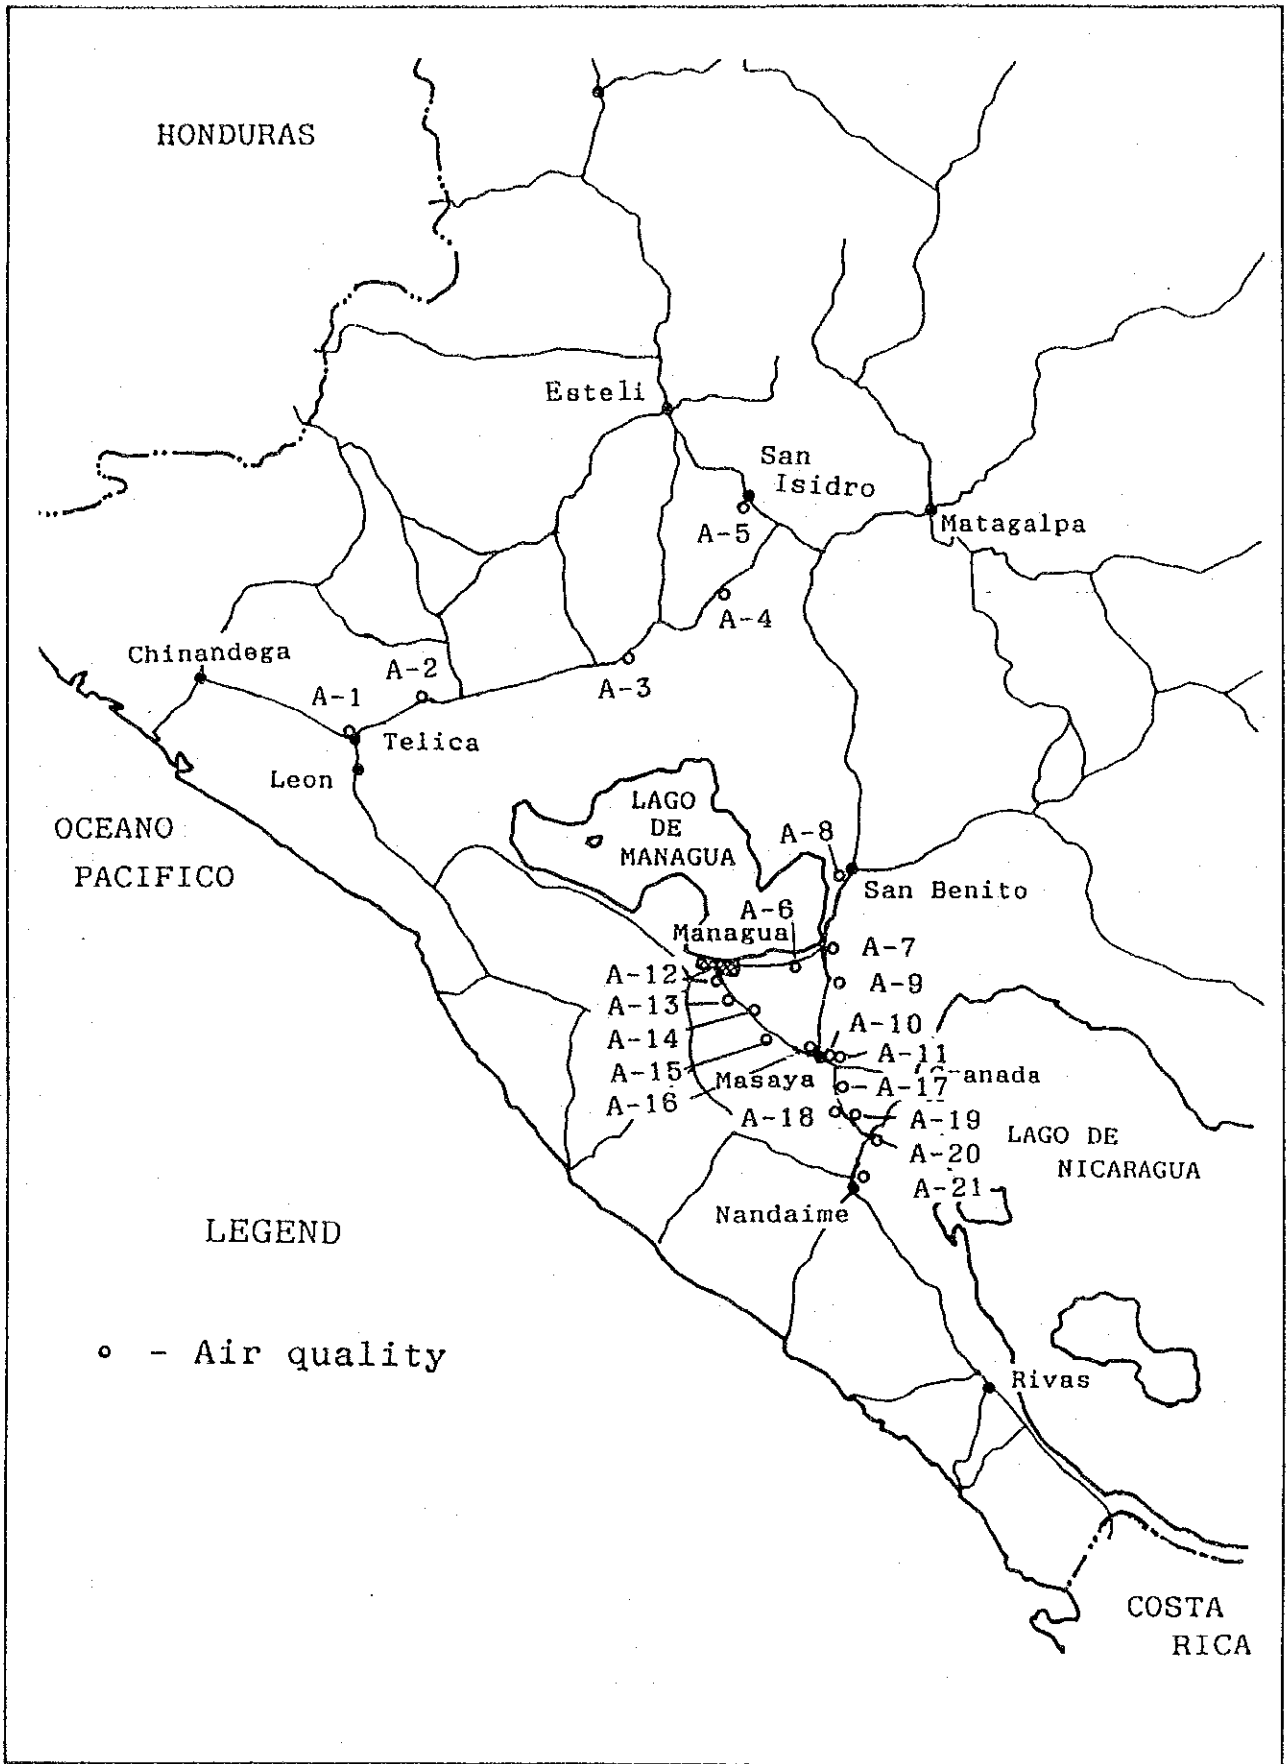 HONDURAS
Esteli
San
Isidro
A-5
Matagalpa
A-4
Chinandega
A-2
A-3
A-1
Telica
Leon
LAGO
DE
MANAGUA
OCEANO
PACIFICO
A-8
San Benito
A-6
Managua
A-7
A-12
A-9
A-13
A-10
A-14
A-11
A-15
Masaya
Granada
A-17
A-16
A-18
A-19
LAGO DE
NICARAGUA
A-20
A-21
Nandaime
LEGEND
o - Air quality
Rivas
COSTA
RICA